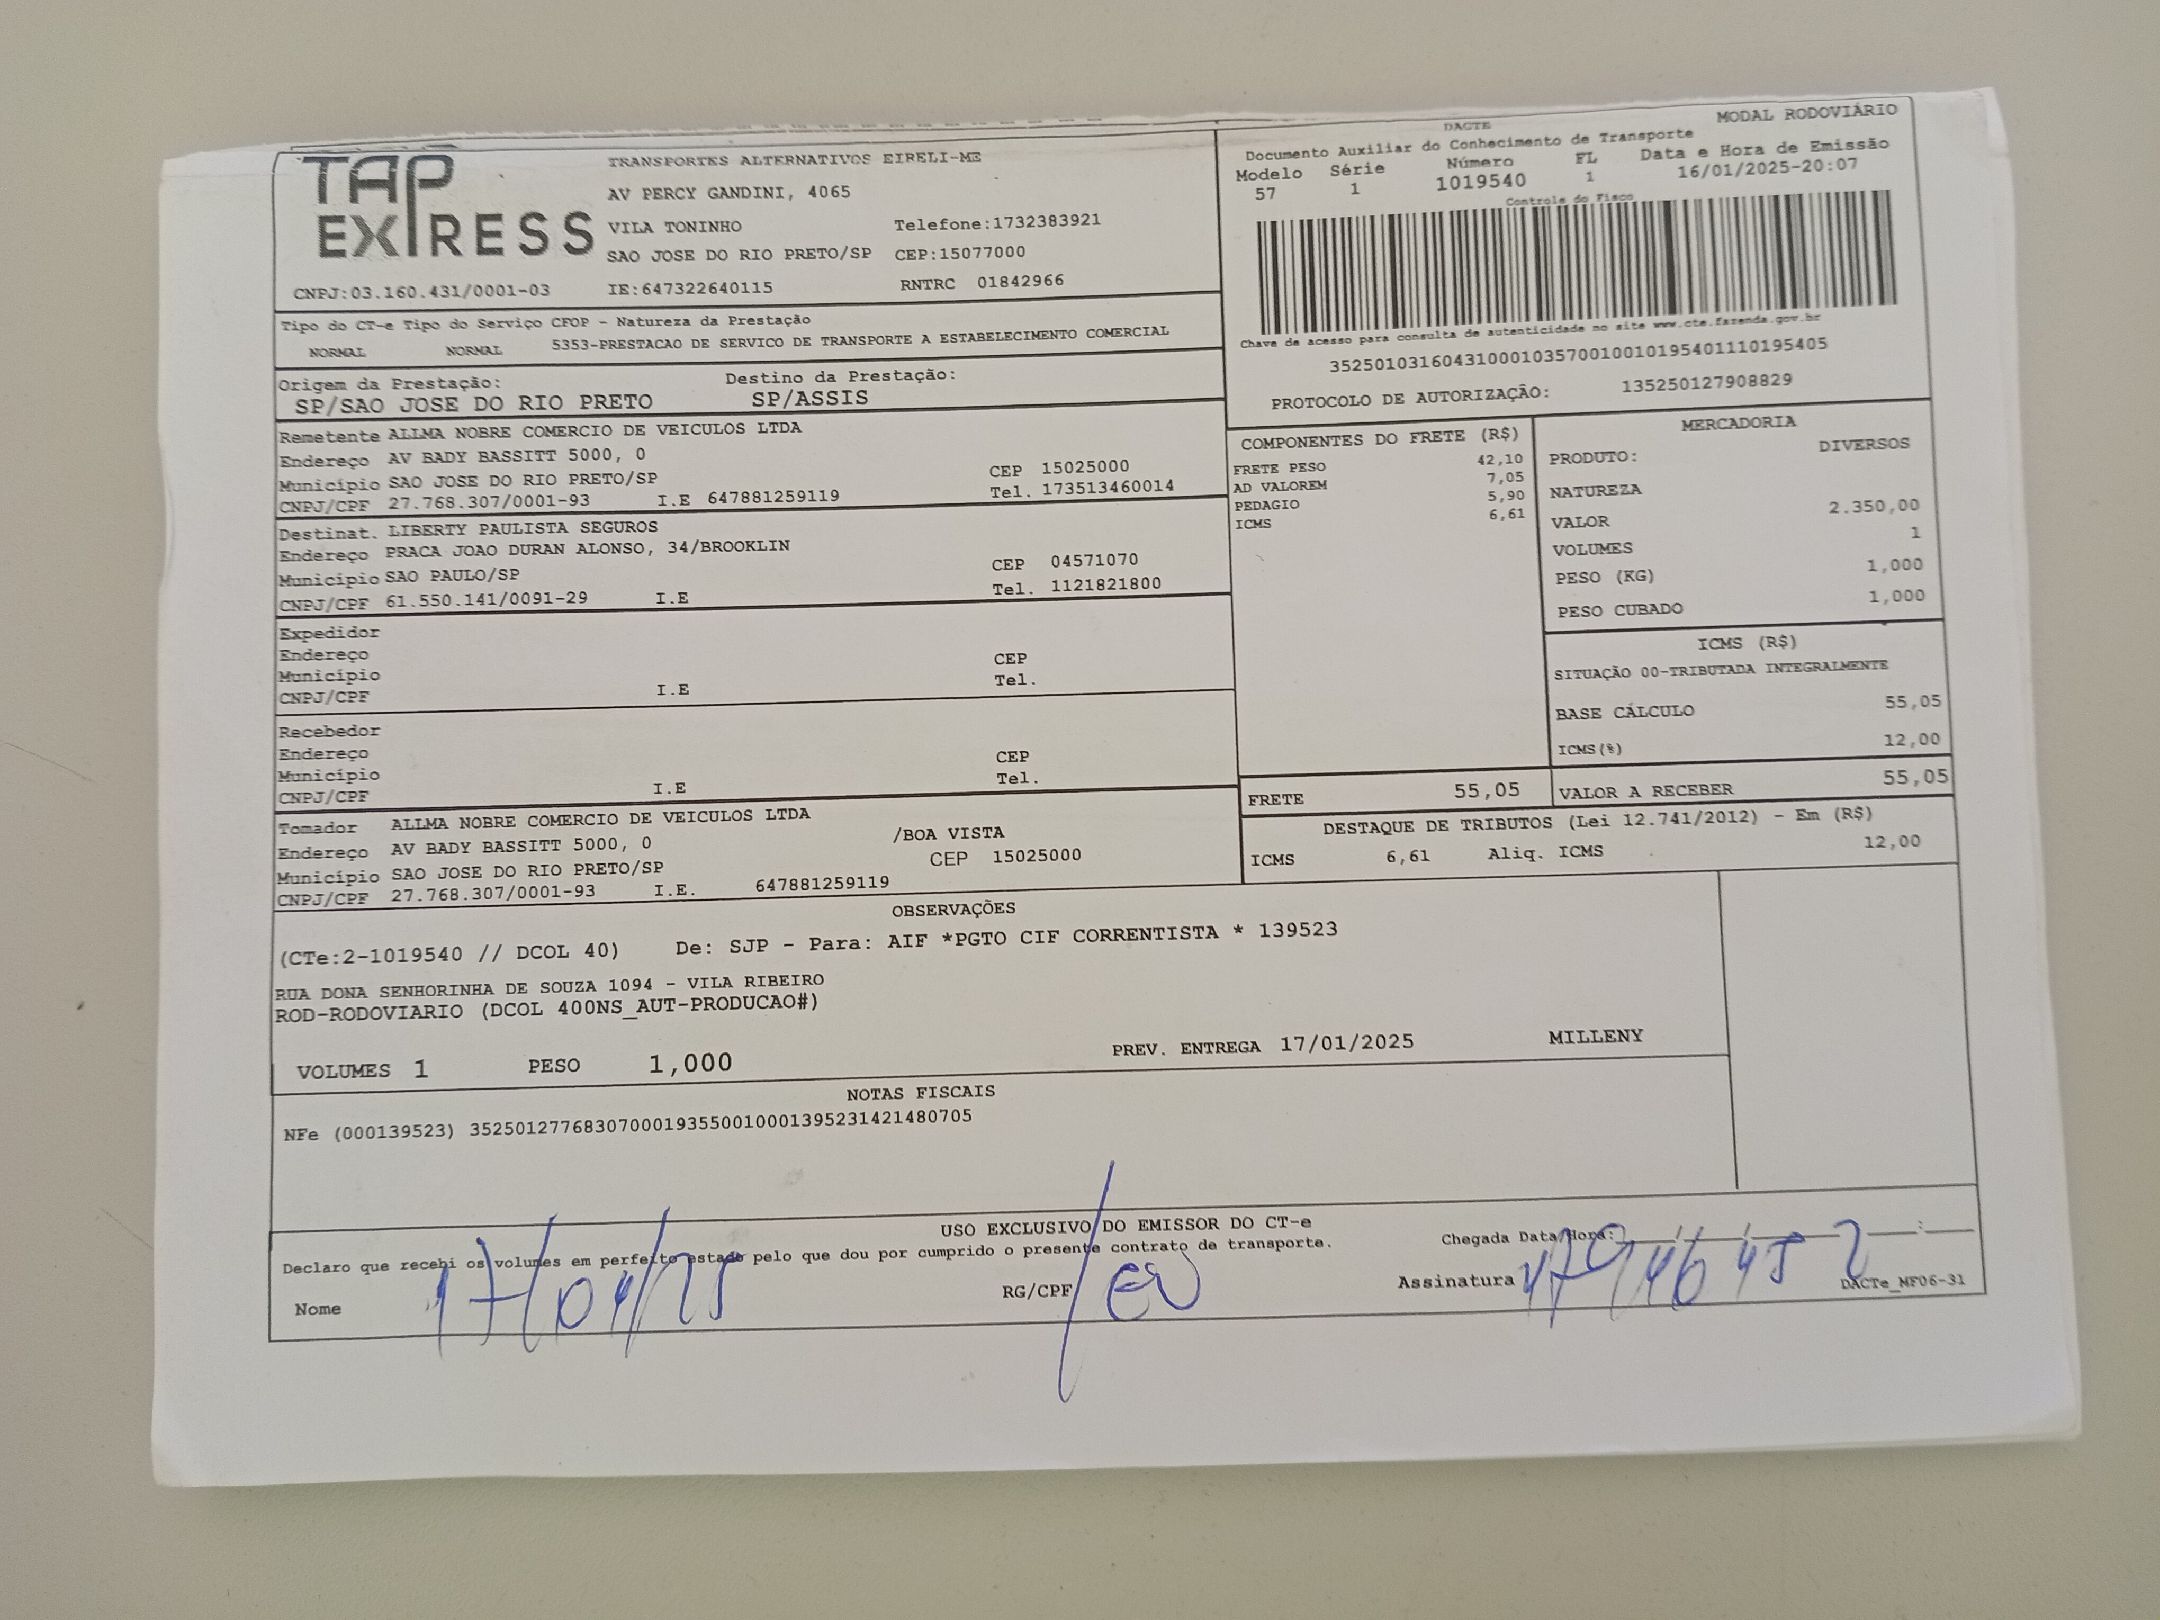 TAP EXPRESS
TRANSPORTES ALTERNATIVOS EIRELI-ME
AV PERCY GANDINI, 4065
VILA TONINHO Telefone:1732383921
SAO JOSE DO RIO PRETO/SP CEP:15077000
CNPJ:03.160.431/0001-03 IE:647322640115 RNTRC 01842966
MODAL RODOVIÁRIO
DACTE
Documento Auxiliar do Conhecimento de Transporte
Modelo Série Número FL Data e Hora de Emissão
57 1 1019540 1 16/01/2025-20:07
Controle do Fisco
Chave de acesso para consulta de autenticidade no site www.cte.fazenda.gov.br
35250103160431000103570010010195401110195405
PROTOCOLO DE AUTORIZAÇÃO: 135250127908829
Tipo do CT-e Tipo do Serviço CFOP - Natureza da Prestação
NORMAL NORMAL 5353-PRESTACAO DE SERVICO DE TRANSPORTE A ESTABELECIMENTO COMERCIAL
Origem da Prestação: Destino da Prestação:
SP/SAO JOSE DO RIO PRETO SP/ASSIS
Remetente ALLMA NOBRE COMERCIO DE VEICULOS LTDA
Endereço AV BADY BASSITT 5000, 0
Município SAO JOSE DO RIO PRETO/SP CEP 15025000
CNPJ/CPF 27.768.307/0001-93 I.E 647881259119 Tel. 173513460014
Destinat. LIBERTY PAULISTA SEGUROS
Endereço PRACA JOAO DURAN ALONSO, 34/BROOKLIN
Município SAO PAULO/SP CEP 04571070
CNPJ/CPF 61.550.141/0091-29 I.E Tel. 1121821800
Expedidor
Endereço
Município CEP
CNPJ/CPF I.E Tel.
Recebedor
Endereço
Município CEP
CNPJ/CPF I.E Tel.
Tomador ALLMA NOBRE COMERCIO DE VEICULOS LTDA
Endereço AV BADY BASSITT 5000, 0 /BOA VISTA
Município SAO JOSE DO RIO PRETO/SP CEP 15025000
CNPJ/CPF 27.768.307/0001-93 I.E. 647881259119
COMPONENTES DO FRETE (R$)
FRETE PESO 42,10
AD VALOREM 7,05
PEDAGIO 5,90
ICMS 6,61
MERCADORIA
PRODUTO: DIVERSOS
NATUREZA
VALOR 2.350,00
VOLUMES 1
PESO (KG) 1,000
PESO CUBADO 1,000
ICMS (R$)
SITUAÇÃO 00-TRIBUTADA INTEGRALMENTE
BASE CÁLCULO 55,05
ICMS(%) 12,00
FRETE 55,05 VALOR A RECEBER 55,05
DESTAQUE DE TRIBUTOS (Lei 12.741/2012) - Em (R$)
ICMS 6,61 Aliq. ICMS 12,00
OBSERVAÇÕES
(CTe:2-1019540 // DCOL 40) De: SJP - Para: AIF *PGTO CIF CORRENTISTA * 139523
RUA DONA SENHORINHA DE SOUZA 1094 - VILA RIBEIRO
ROD-RODOVIARIO (DCOL 400NS_AUT-PRODUCAO#)
VOLUMES 1 PESO 1,000 PREV. ENTREGA 17/01/2025 MILLENY
NOTAS FISCAIS
NFe (000139523) 35250127768307000193550010001395231421480705
USO EXCLUSIVO DO EMISSOR DO CT-e
Declaro que recebi os volumes em perfeito estado pelo que dou por cumprido o presente contrato de transporte.
Chegada Data/Hora: __/__/__ __:__
Nome 17/01/25 RG/CPF Assinatura
DACTe_MF06-31